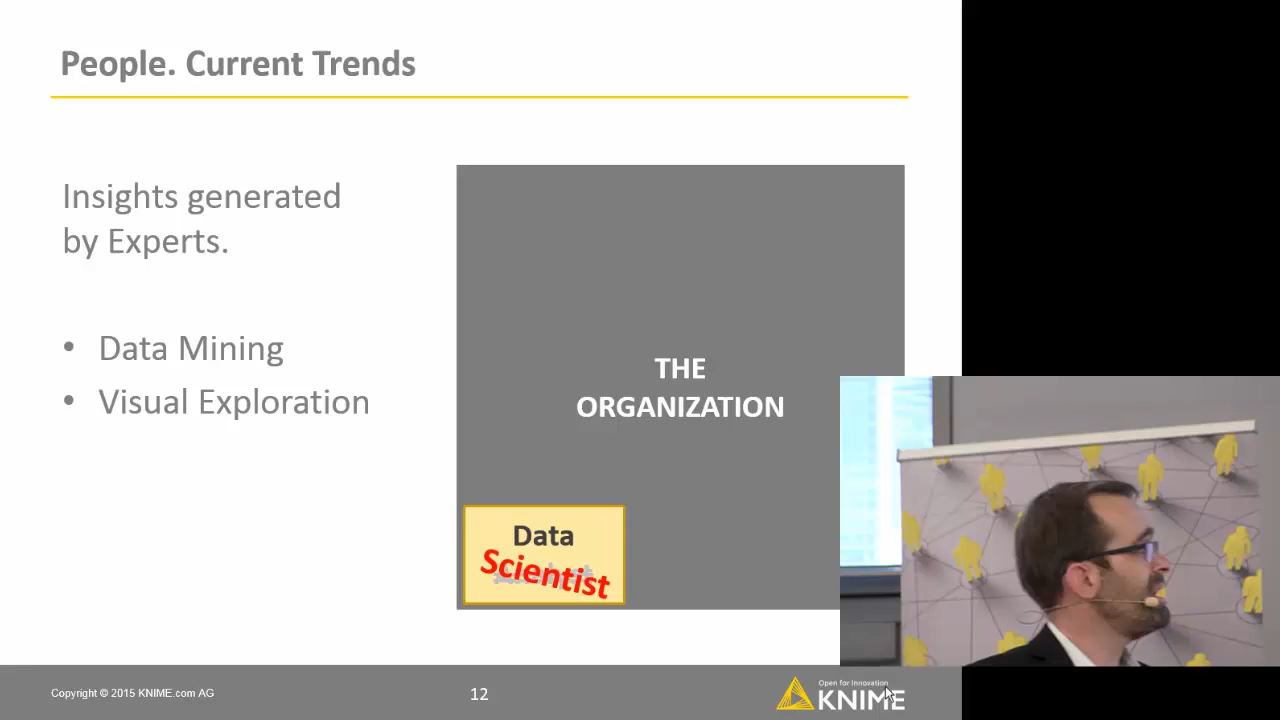 People. Current Trends
Insights generated
by Experts.
• Data Mining
• Visual Exploration
THE
ORGANIZATION
Data
Scientist
Copyright © 2015 KNIME.com AG
12
Open for Innovation
KNIME